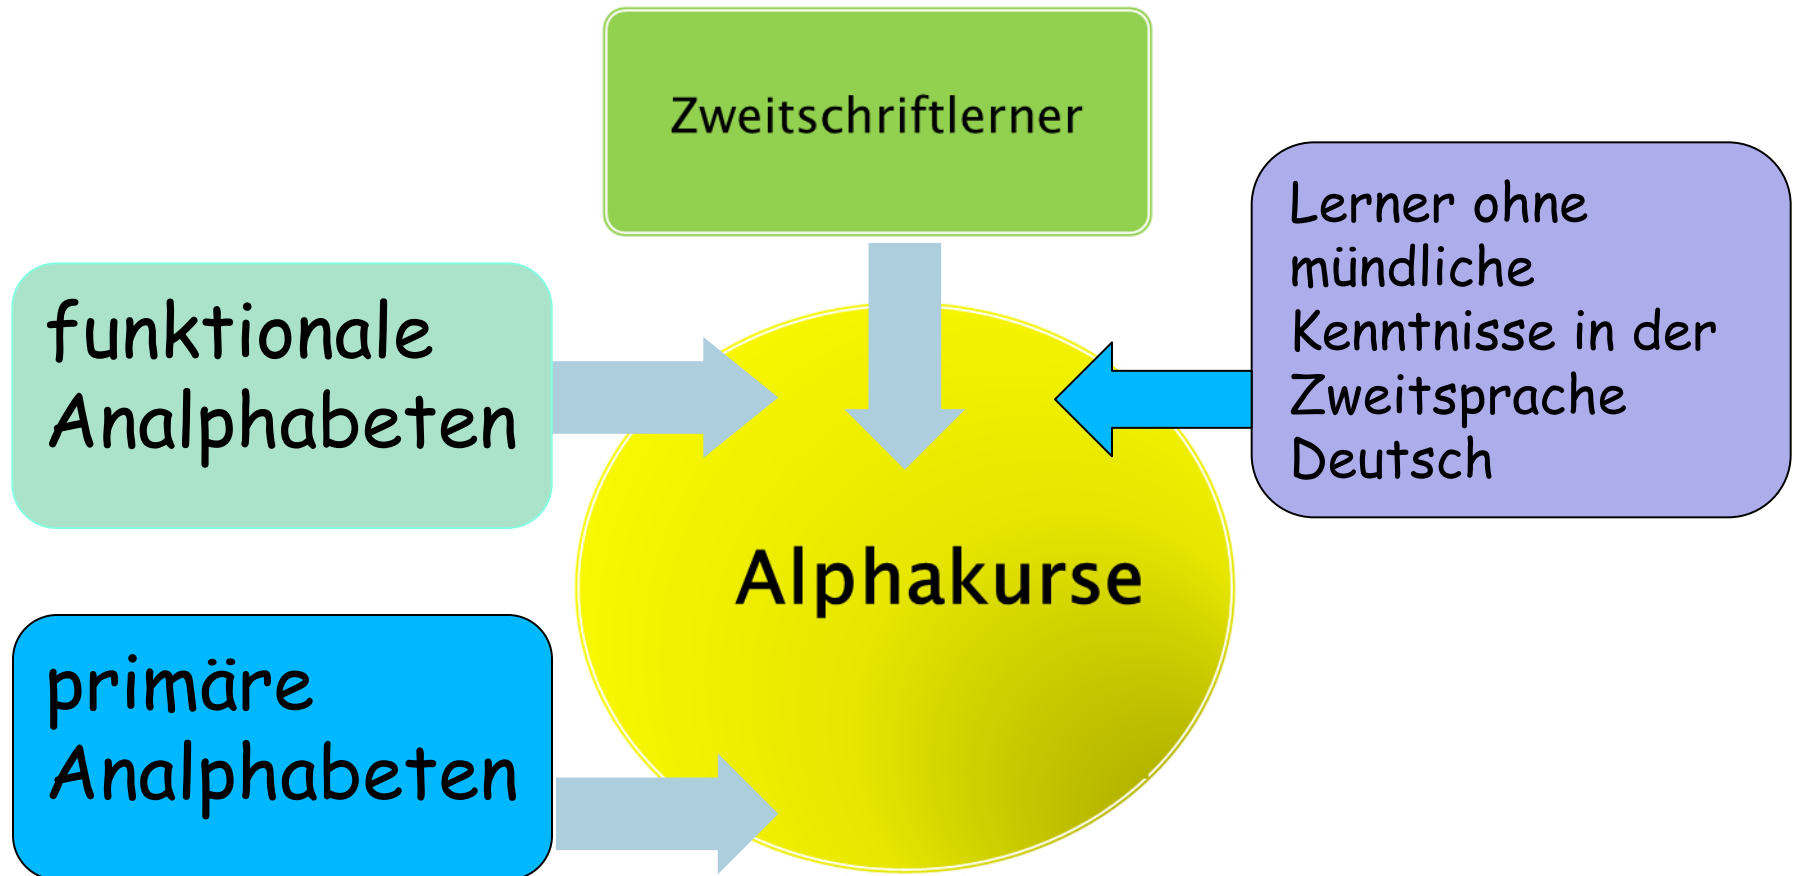 Zweitschriftlerner
Lerner ohne
mündliche
Kenntnisse in der
Zweitsprache
Deutsch
funktionale
Analphabeten
Alphakurse
primäre
Analphabeten